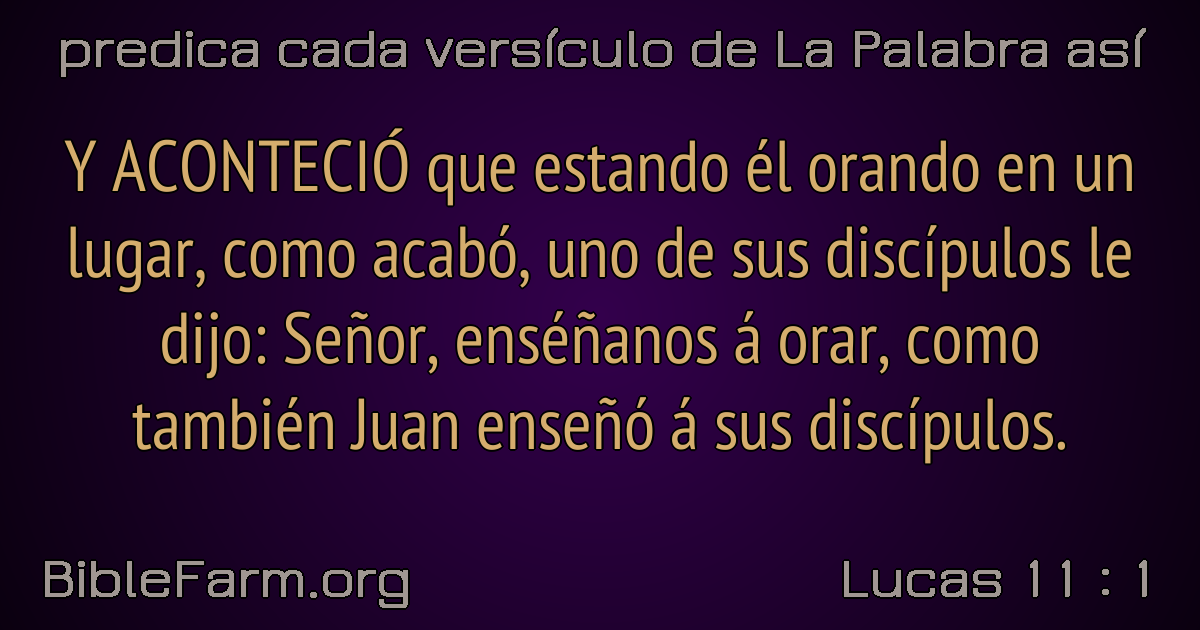 predica cada versículo de La Palabra así
Y ACONTECIÓ que estando él orando en un
lugar, como acabó, uno de sus discípulos le
dijo: Señor, enséñanos á orar, como
también Juan enseñó á sus discípulos.
BibleFarm.org
Lucas 11 : 1